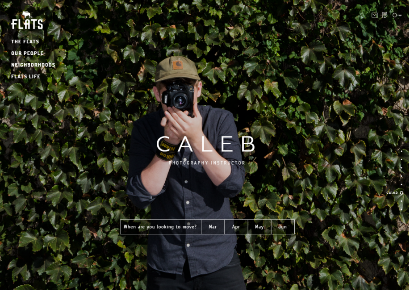 FLATS
THE FLATS
OUR PEOPLE
NEIGHBORHOODS
FLATS LIFE
CALEB
PHOTOGRAPHY INSTRUCTOR
When are you looking to move? Mar Apr May Jun